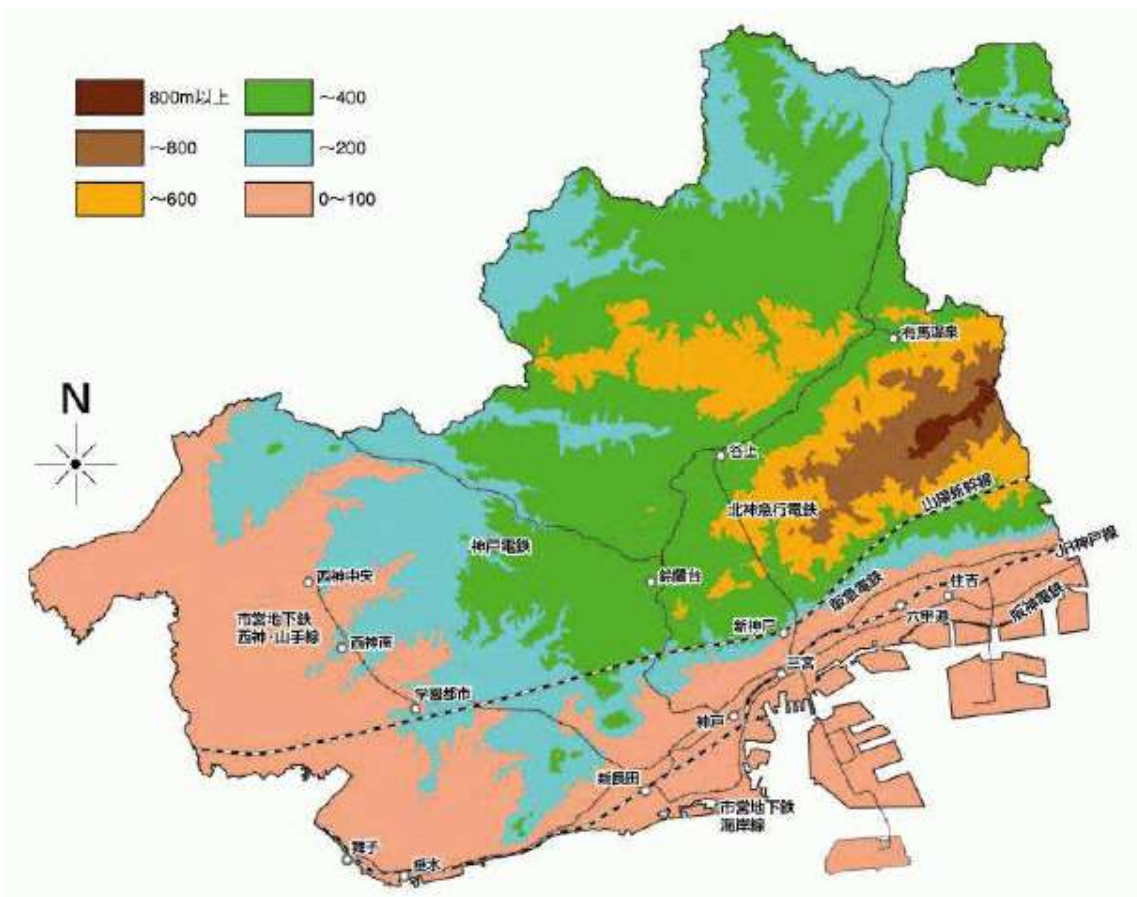 800m以上
～400
～800
～200
～600
0～100
N
有馬温泉
谷上
山陽新幹線
北神急行電鉄
神戸電鉄
JR神戸線
西神中央
鈴蘭台
阪急電鉄
住吉
阪神電鉄
市営地下鉄
西神・山手線
六甲道
西神南
新神戸
三宮
学園都市
神戸
新長田
市営地下鉄
海岸線
舞子
垂水